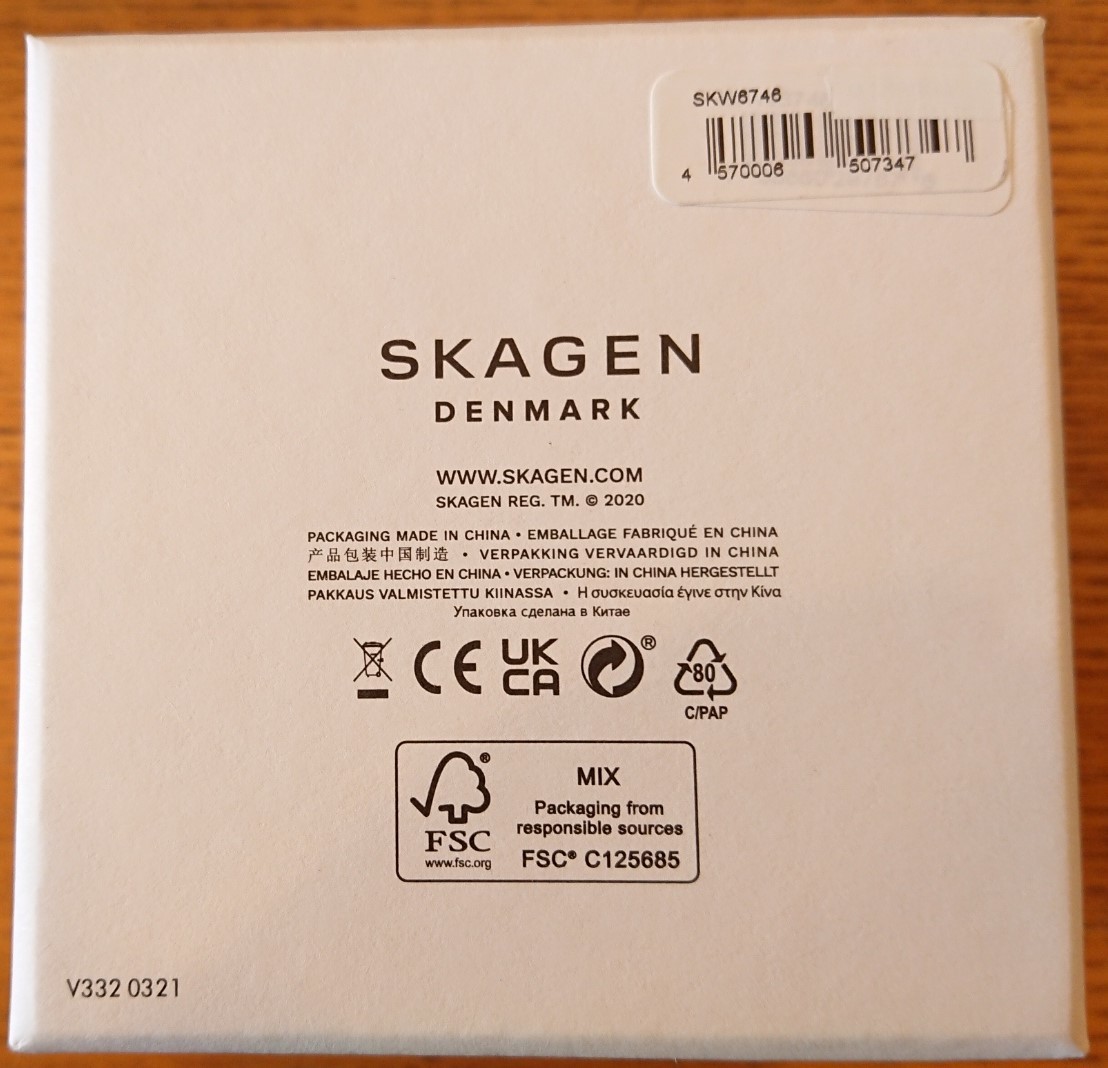 SKW6746
4 570006 507347
SKAGEN
DENMARK
WWW.SKAGEN.COM
SKAGEN REG. TM. © 2020
PACKAGING MADE IN CHINA • EMBALLAGE FABRIQUÉ EN CHINA
产品包装中国制造 • VERPAKKING VERVAARDIGD IN CHINA
EMBALAJE HECHO EN CHINA • VERPACKUNG: IN CHINA HERGESTELLT
PAKKAUS VALMISTETTU KIINASSA • Η συσκευασία έγινε στην Κίνα
Упаковка сделана в Китае
CE UK CA ®
80
C/PAP
®
FSC
www.fsc.org
MIX
Packaging from
responsible sources
FSC® C125685
V332 0321